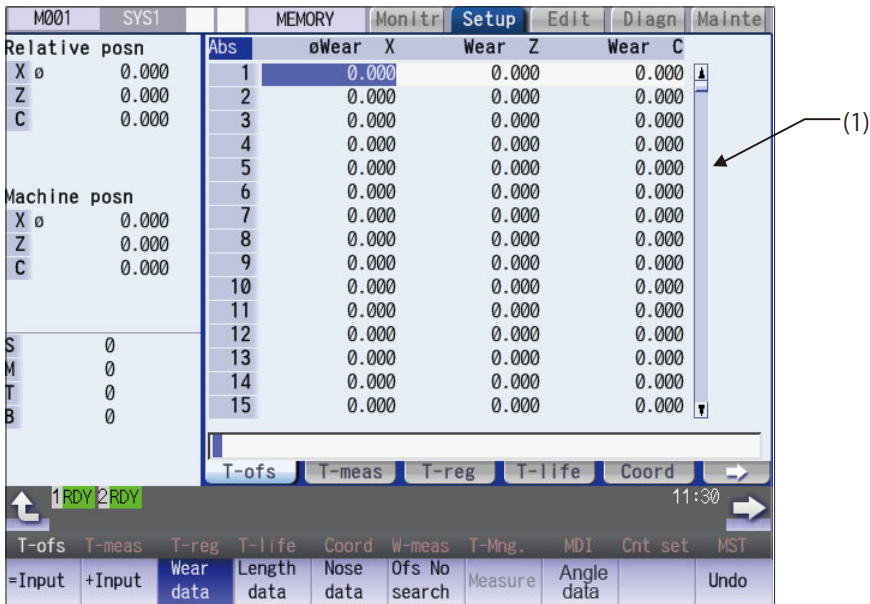 M001 SYS1 MEMORY Monitr Setup Edit Diagn Mainte
Relative posn
X ø 0.000
Z 0.000
C 0.000
Machine posn
X ø 0.000
Z 0.000
C 0.000
S 0
M 0
T 0
B 0
Abs øWear X Wear Z Wear C
1 0.000 0.000 0.000
2 0.000 0.000 0.000
3 0.000 0.000 0.000
4 0.000 0.000 0.000
5 0.000 0.000 0.000
6 0.000 0.000 0.000
7 0.000 0.000 0.000
8 0.000 0.000 0.000
9 0.000 0.000 0.000
10 0.000 0.000 0.000
11 0.000 0.000 0.000
12 0.000 0.000 0.000
13 0.000 0.000 0.000
14 0.000 0.000 0.000
15 0.000 0.000 0.000
(1)
T-ofs T-meas T-reg T-life Coord
1 RDY 2 RDY 11:30
T-ofs T-meas T-reg T-life Coord W-meas T-Mng. MDI Cnt set MST
=Input +Input Wear data Length data Nose data Ofs No search Measure Angle data Undo